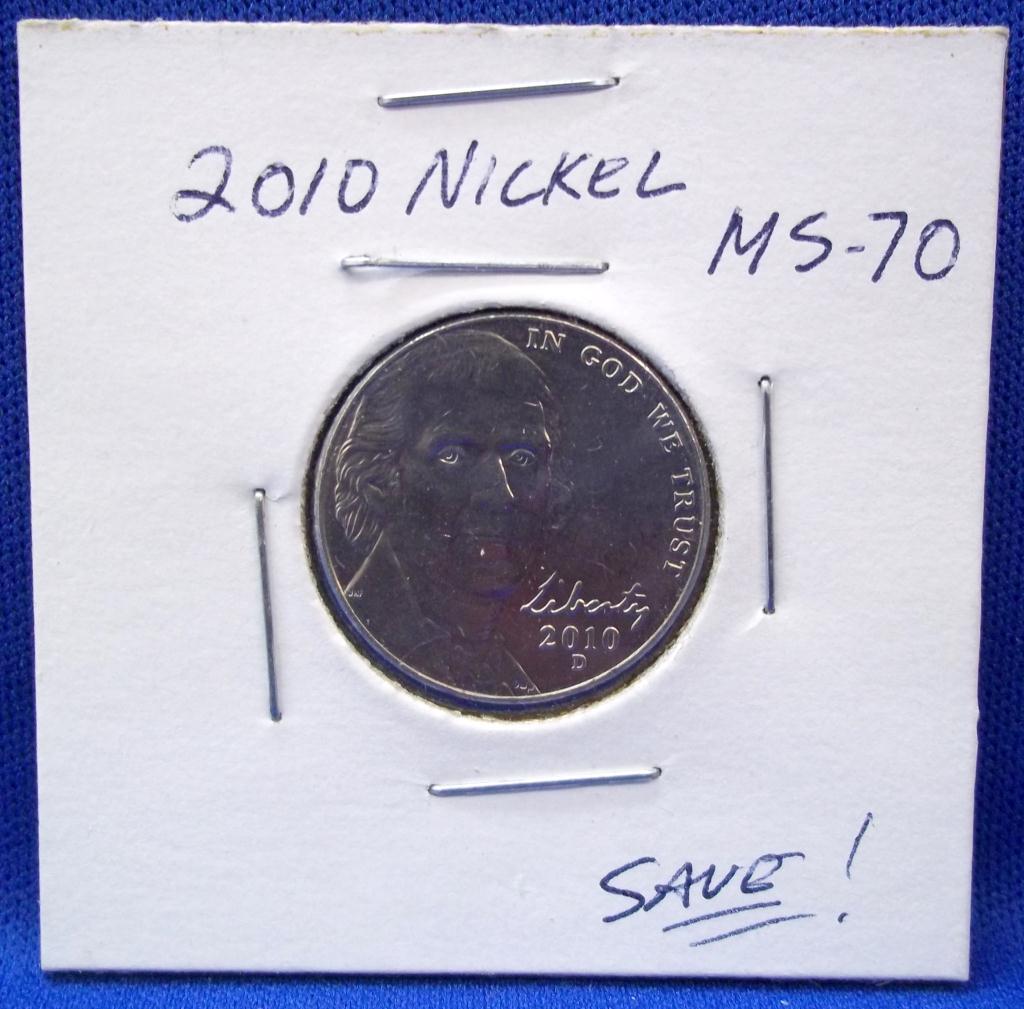 2010 NICKEL
MS-70
IN GOD WE TRUST
Liberty
2010
D
SAVE!